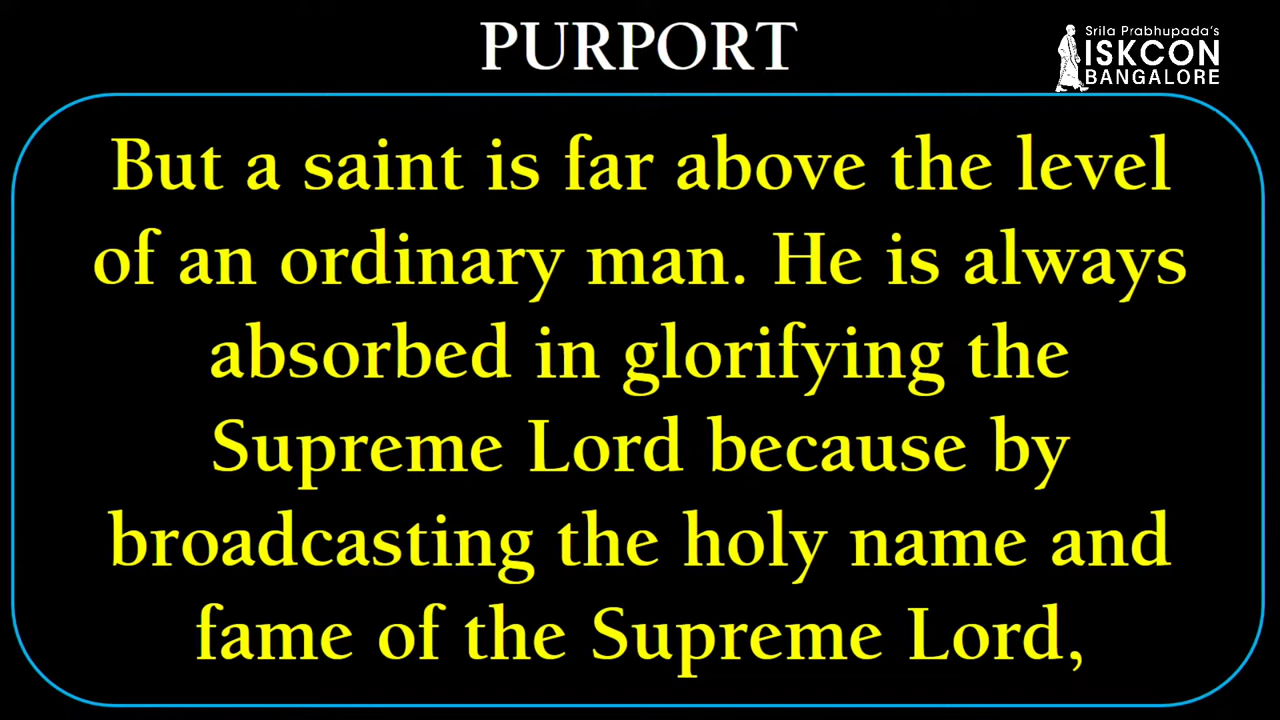 PURPORT
Srila Prabhupada's
ISKCON
BANGALORE
But a saint is far above the level
of an ordinary man. He is always
absorbed in glorifying the
Supreme Lord because by
broadcasting the holy name and
fame of the Supreme Lord,